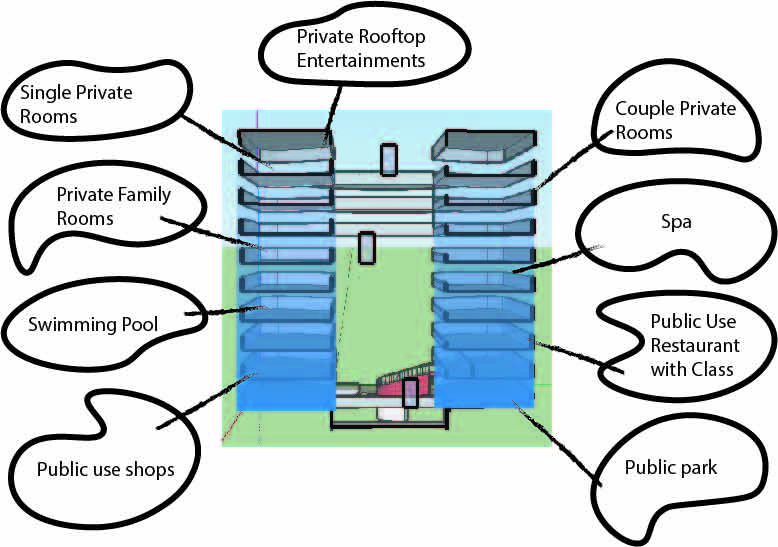 Private Rooftop
Entertainments
Single Private
Rooms
Couple Private
Rooms
Private Family
Rooms
Spa
Swimming Pool
Public Use
Restaurant
with Class
Public use shops
Public park